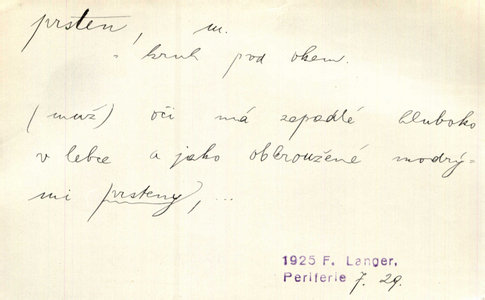 prsten, m.
= kruh pod okem.
(muž) oči má zapadlé hluboko
v lebce a jako obkroužené modrý-
mi prsteny, ...
1925 F. Langer,
Periferie 7. 29.